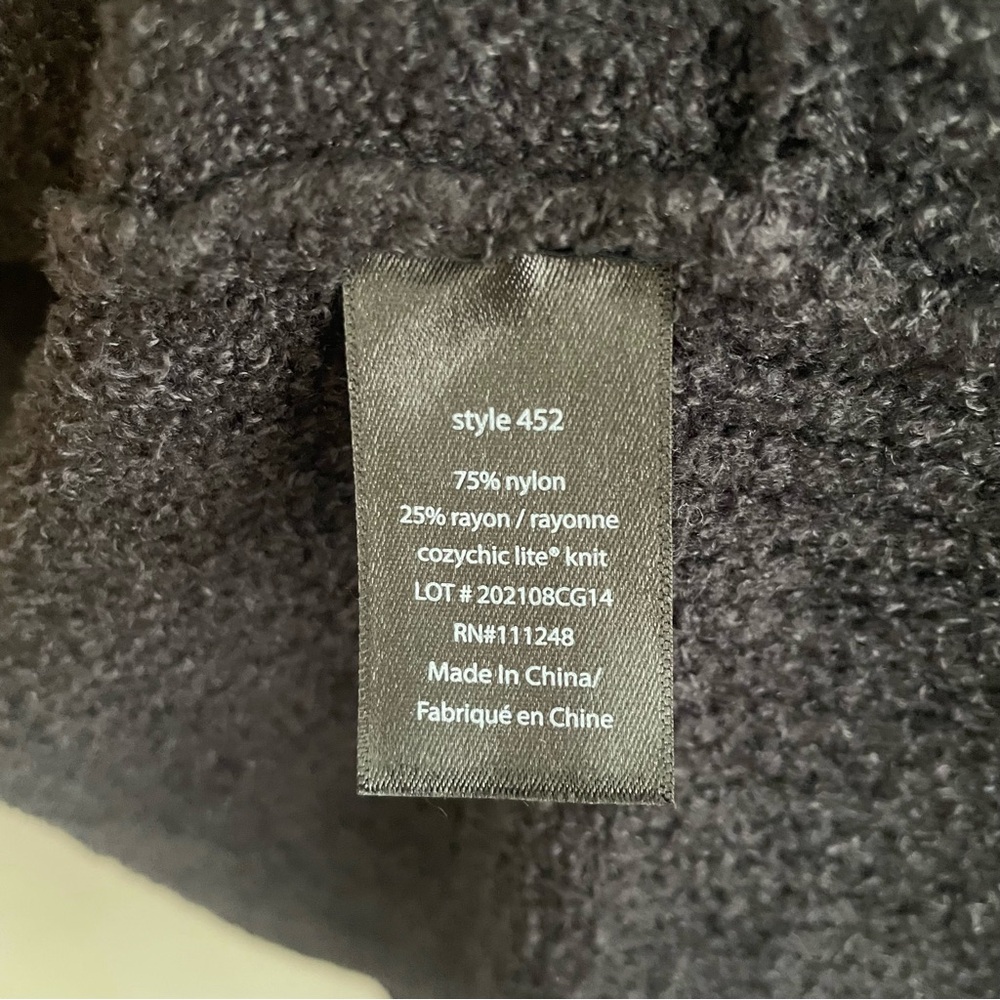 style 452
75% nylon
25% rayon / rayonne
cozychic lite® knit
LOT # 202108CG14
RN#111248
Made In China/
Fabriqué en Chine